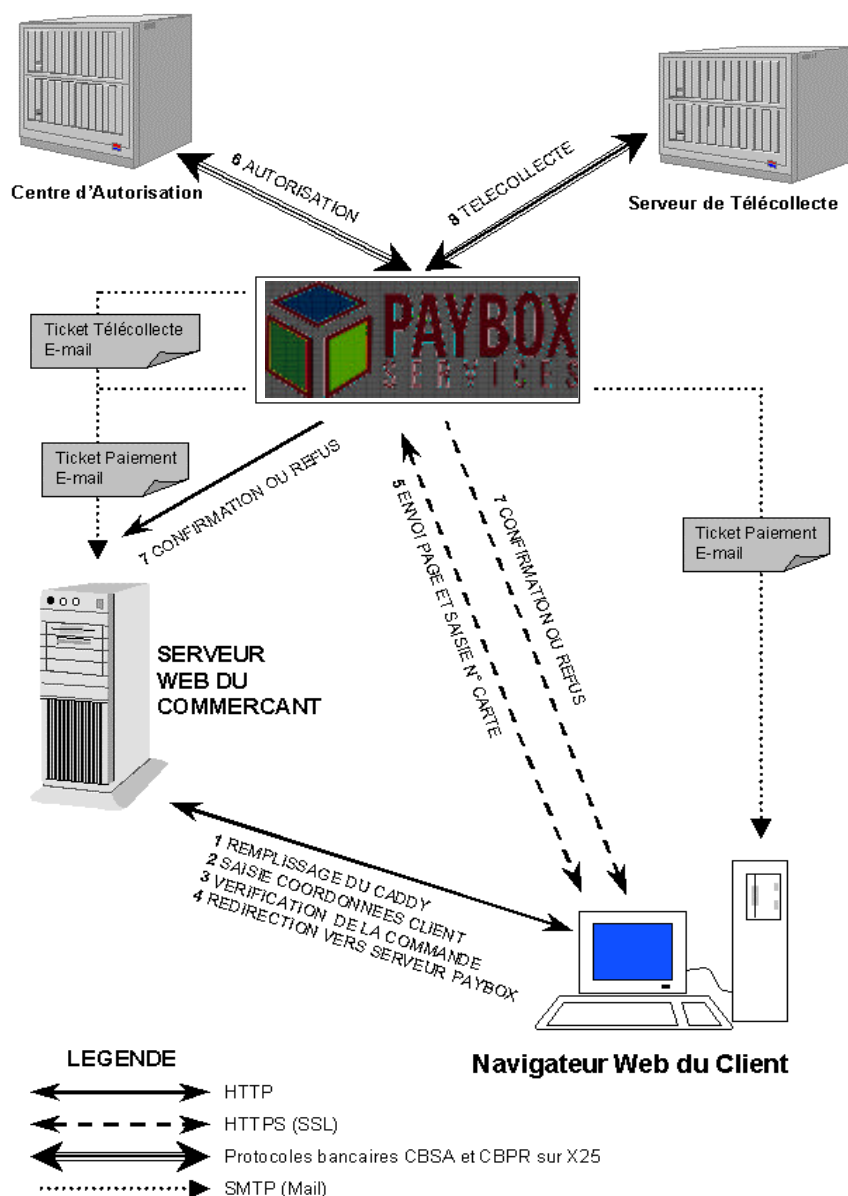 6 AUTORISATION
8 TELECOLLECTE
Centre d'Autorisation
Serveur de Télécollecte
PAYBOX
SERVICES
Ticket Télécollecte
E-mail
Ticket Paiement
E-mail
7 CONFIRMATION OU REFUS
5 ENVOI PAGE ET SAISIE N° CARTE
7 CONFIRMATION OU REFUS
Ticket Paiement
E-mail
SERVEUR
WEB DU
COMMERCANT
1 REMPLISSAGE DU CADDY
2 SAISIE COORDONNEES CLIENT
3 VERIFICATION DE LA COMMANDE
4 REDIRECTION VERS SERVEUR PAYBOX
Navigateur Web du Client
LEGENDE
HTTP
HTTPS (SSL)
Protocoles bancaires CBSA et CBPR sur X25
SMTP (Mail)